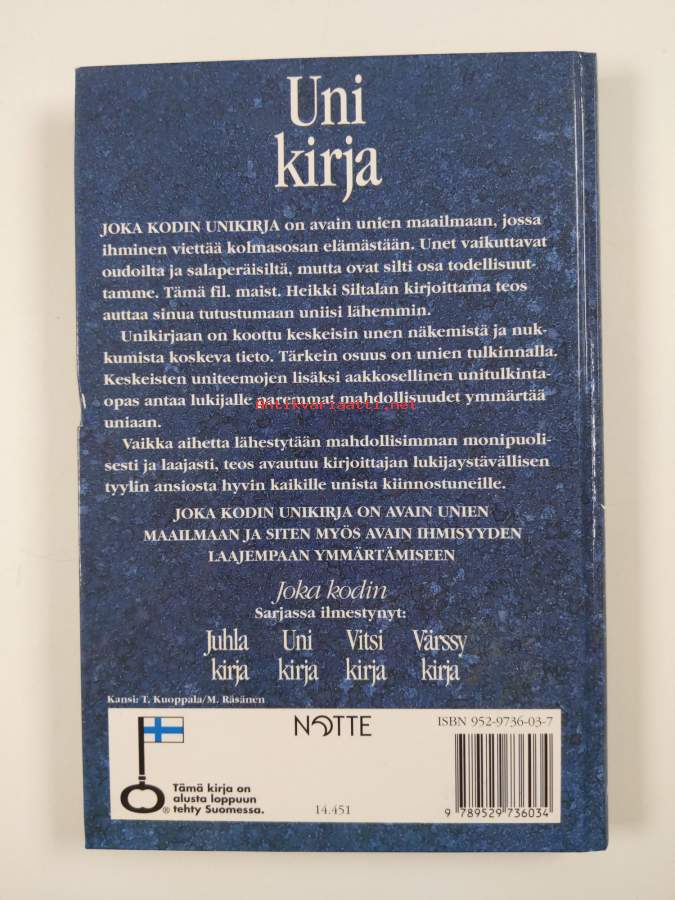 Uni
kirja
JOKA KODIN UNIKIRJA on avain unien maailmaan, jossa
ihminen viettää kolmasosan elämästään. Unet vaikuttavat
oudoilta ja salaperäisiltä, mutta ovat silti osa todellisuut-
tamme. Tämä fil. maist. Heikki Siltalan kirjoittama teos
auttaa sinua tutustumaan uniisi lähemmin.
Unikirjaan on koottu keskeisin unen näkemistä ja nuk-
kumista koskeva tieto. Tärkein osuus on unien tulkinnalla.
Keskeisten uniteemojen lisäksi aakkosellinen unitulkinta-
opas antaa lukijalle paremmat mahdollisuudet ymmärtää
Antikvariaatti.net
uniaan.
Vaikka aihetta lähestytään mahdollisimman monipuoli-
sesti ja laajasti, teos avautuu kirjoittajan lukijaystävällisen
tyylin ansiosta hyvin kaikille unista kiinnostuneille.
JOKA KODIN UNIKIRJA ON AVAIN UNIEN
MAAILMAAN JA SITEN MYÖS AVAIN IHMISYYDEN
LAAJEMPAAN YMMÄRTÄMISEEN
Joka kodin
Sarjassa ilmestynyt:
Juhla Uni Vitsi Värssy
kirja kirja kirja kirja
Kansi: T. Kuoppala/M. Räsänen
NOTTE
ISBN 952-9736-03-7
Tämä kirja on
alusta loppuun
® tehty Suomessa.
14.451
9 789529 736034